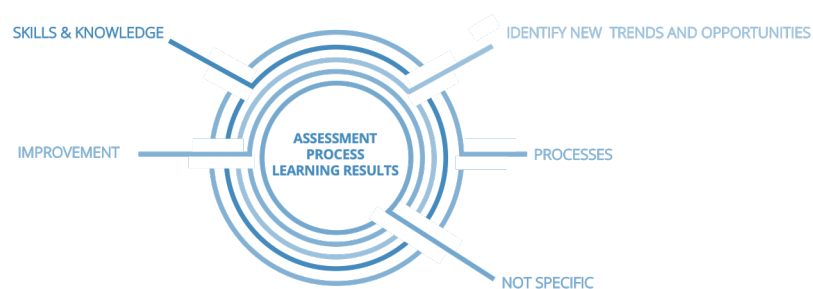 SKILLS & KNOWLEDGE
IDENTIFY NEW TRENDS AND OPPORTUNITIES
ASSESSMENT
PROCESS
LEARNING RESULTS
IMPROVEMENT
PROCESSES
NOT SPECIFIC